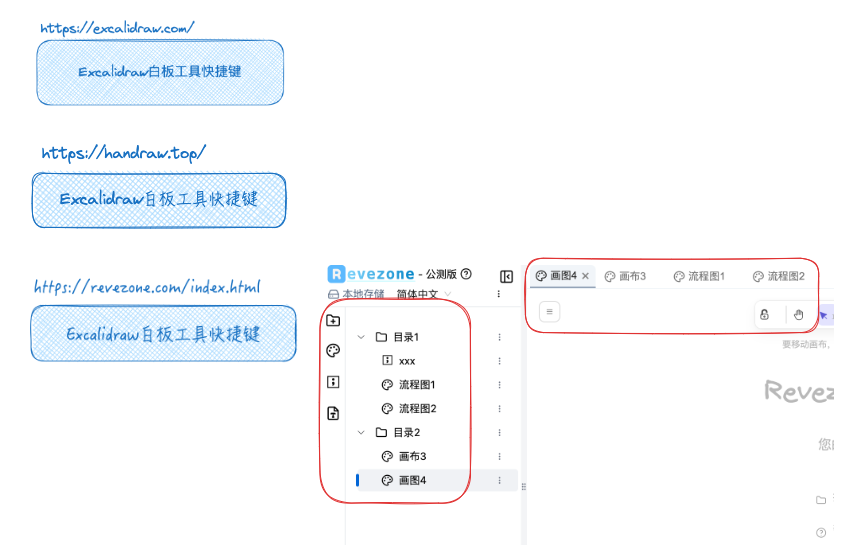 https://excalidraw.com/
Excalidraw白板工具快捷键
https://handraw.top/
Excalidraw白板工具快捷键
https://revezone.com/index.html
Excalidraw白板工具快捷键
Revezone - 公测版
本地存储 简体中文
目录1
xxx
流程图1
流程图2
目录2
画布3
画图4
画图4 画布3 流程图1 流程图2
要移动画布,
Revez
您